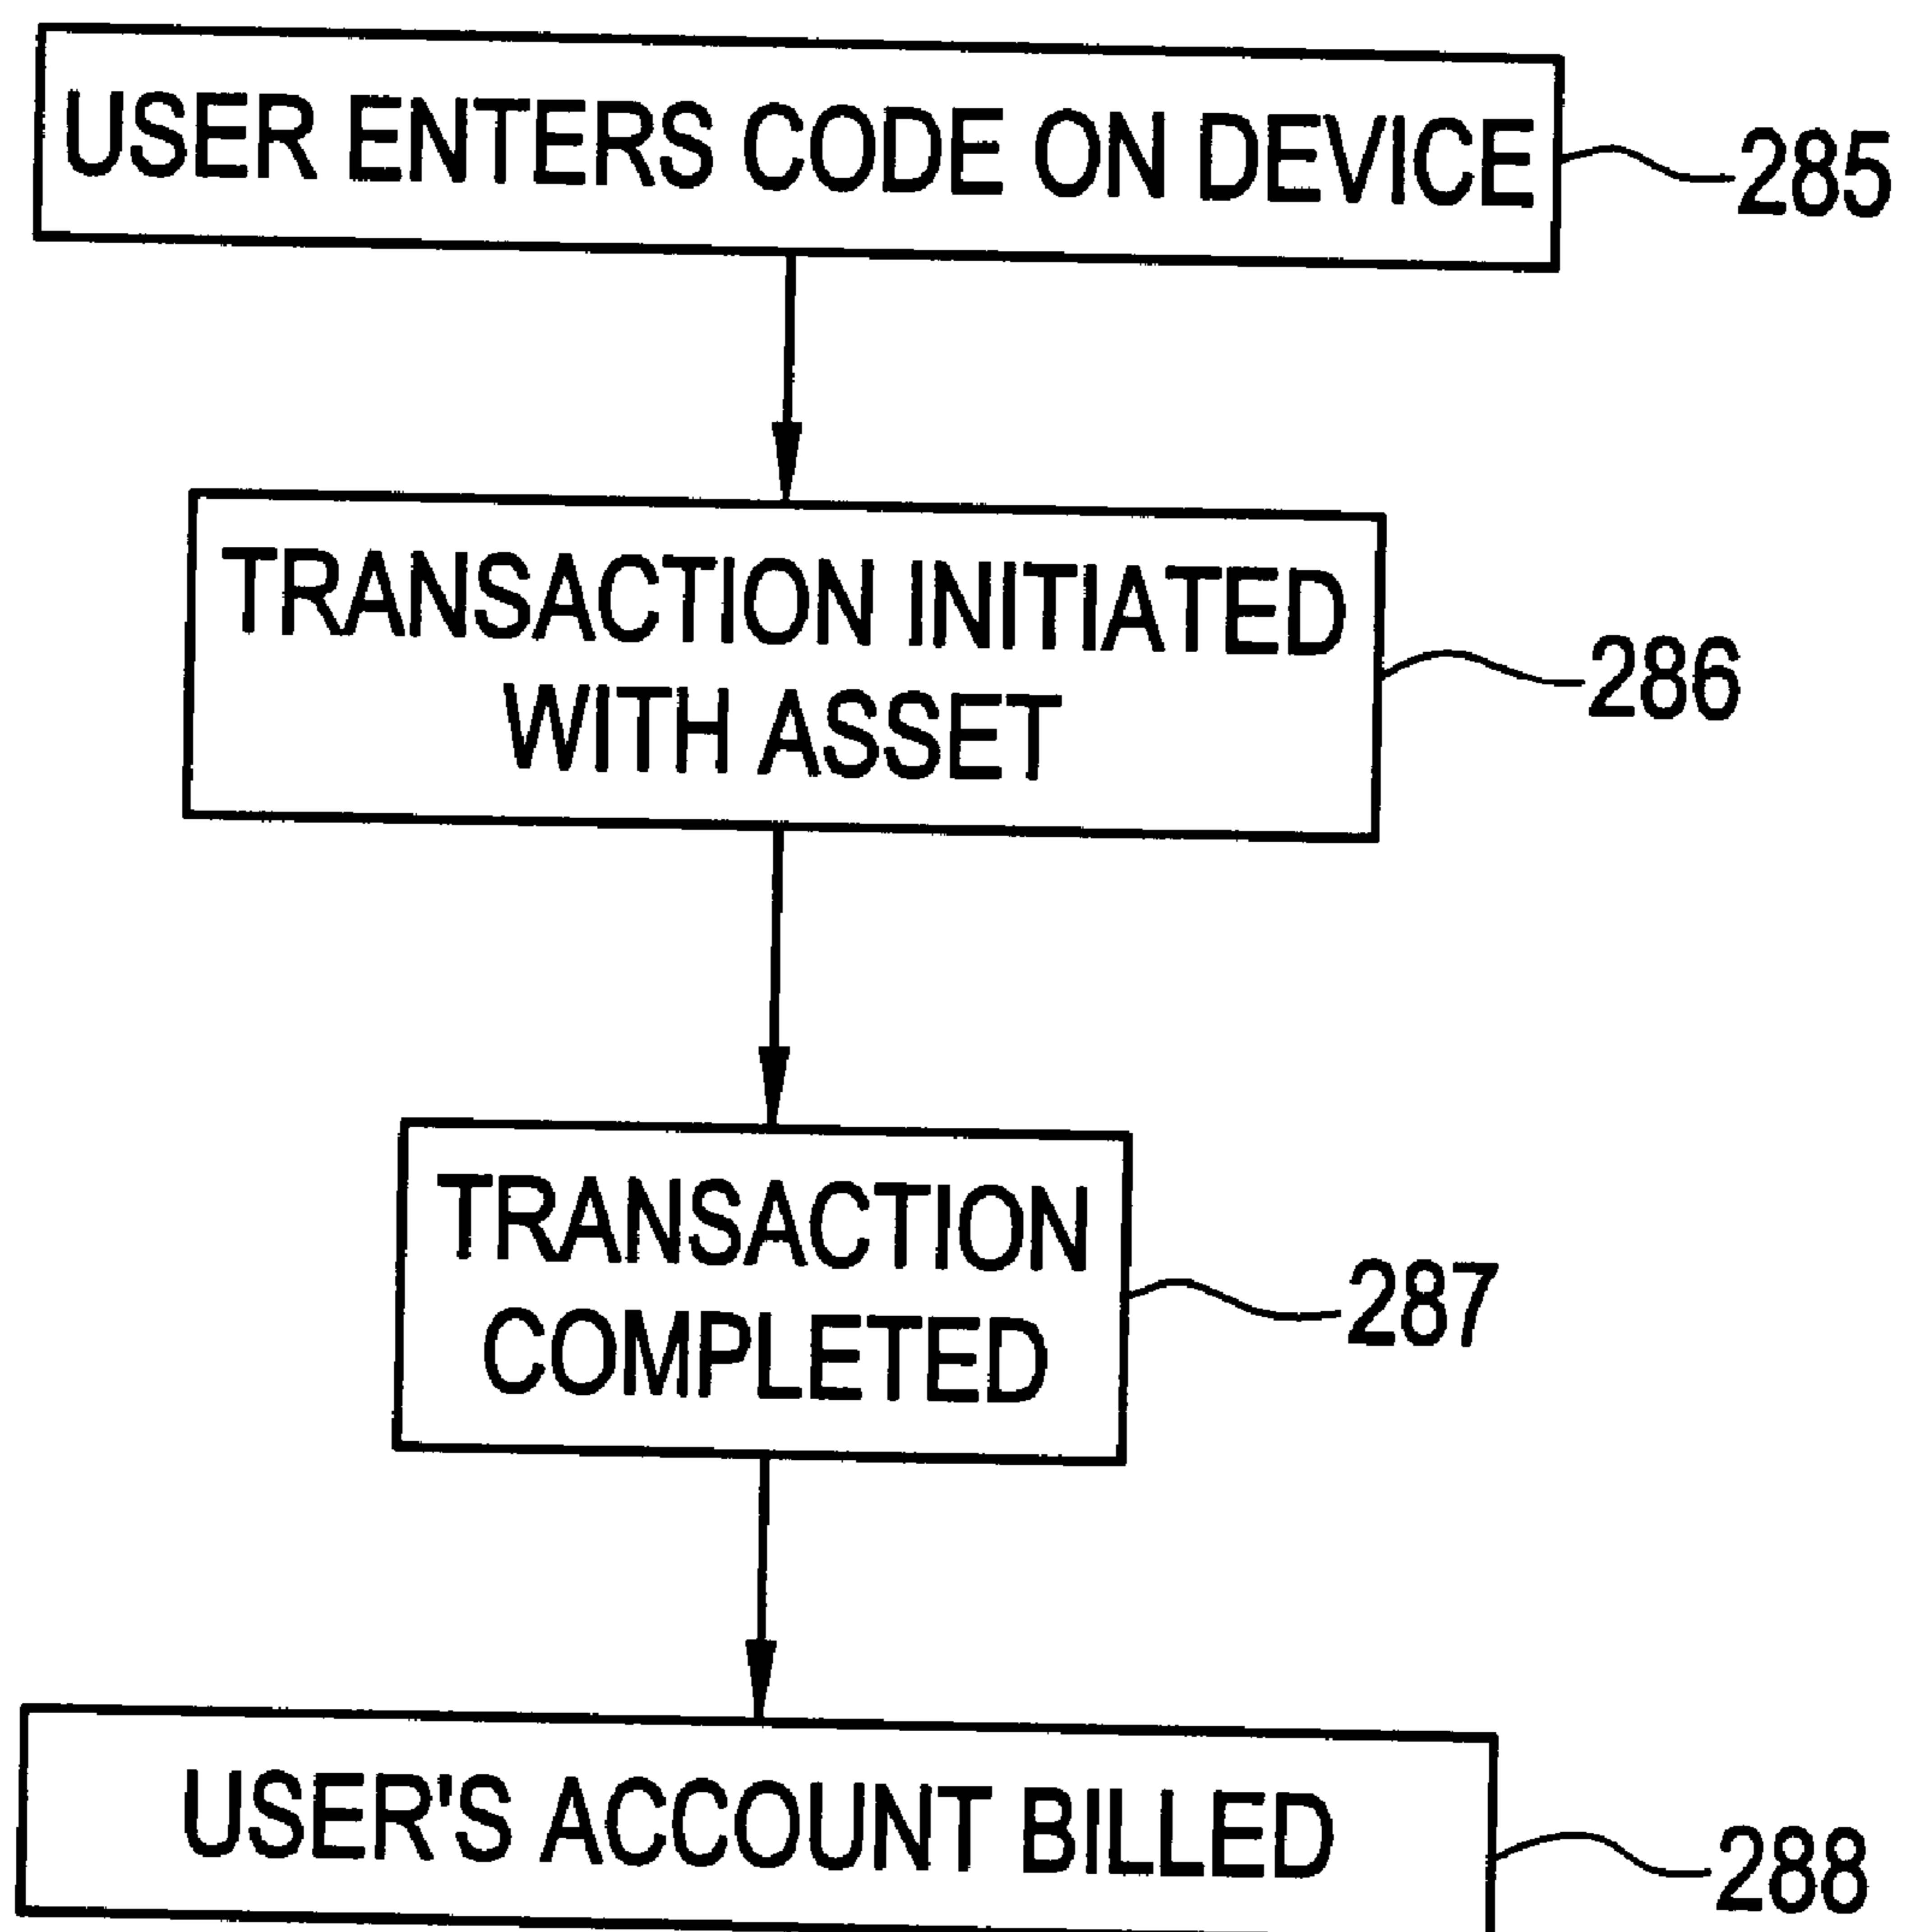 USER ENTERS CODE ON DEVICE
285
TRANSACTION INITIATED
WITH ASSET
286
TRANSACTION
COMPLETED
287
USER'S ACCOUNT BILLED
288